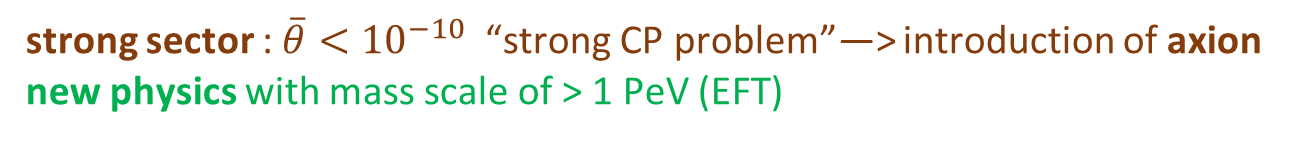 strong sector : θ̄ < 10⁻¹⁰ “strong CP problem”—> introduction of axion
new physics with mass scale of > 1 PeV (EFT)